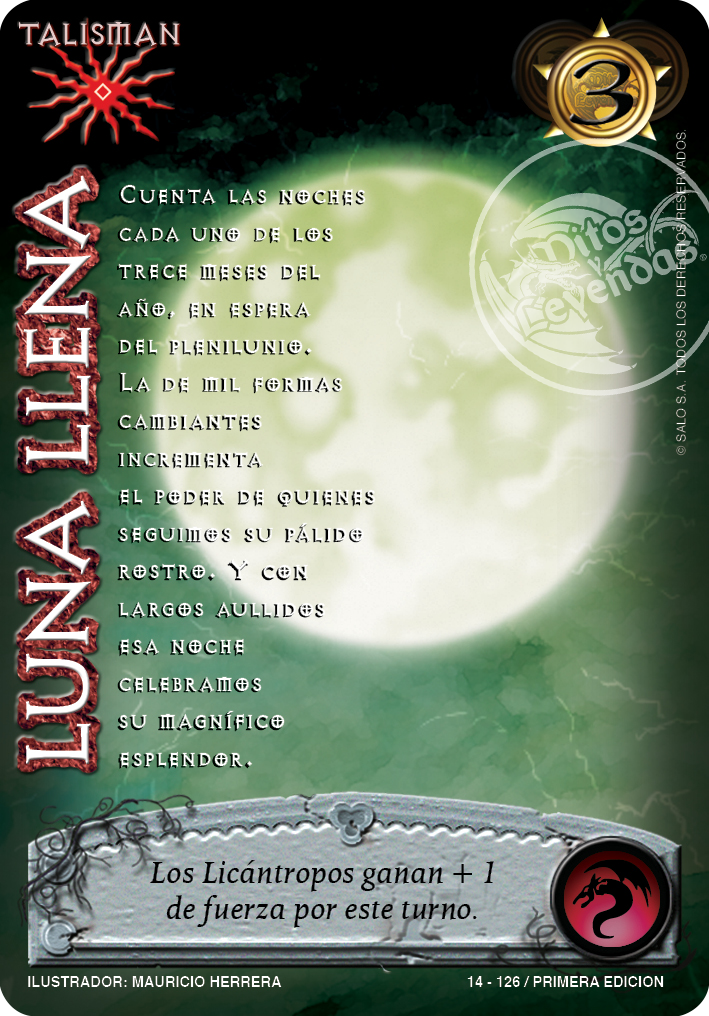 TALISMAN
3
LUNA LLENA
CUENTA LAS NOCHES
CADA UNO DE LOS
TRECE MESES DEL
AÑO, EN ESPERA
DEL PLENILUNIO.
LA DE MIL FORMAS
CAMBIANTES
INCREMENTA
EL PODER DE QUIENES
SEGUIMOS SU PÁLIDO
ROSTRO. Y CON
LARGOS AULLIDOS
ESA NOCHE
CELEBRAMOS
SU MAGNÍFICO
ESPLENDOR.
Mitos
y
Leyendas
®
© SALO S.A. TODOS LOS DERECHOS RESERVADOS.
Los Licántropos ganan + 1
de fuerza por este turno.
ILUSTRADOR: MAURICIO HERRERA
14 - 126 / PRIMERA EDICION